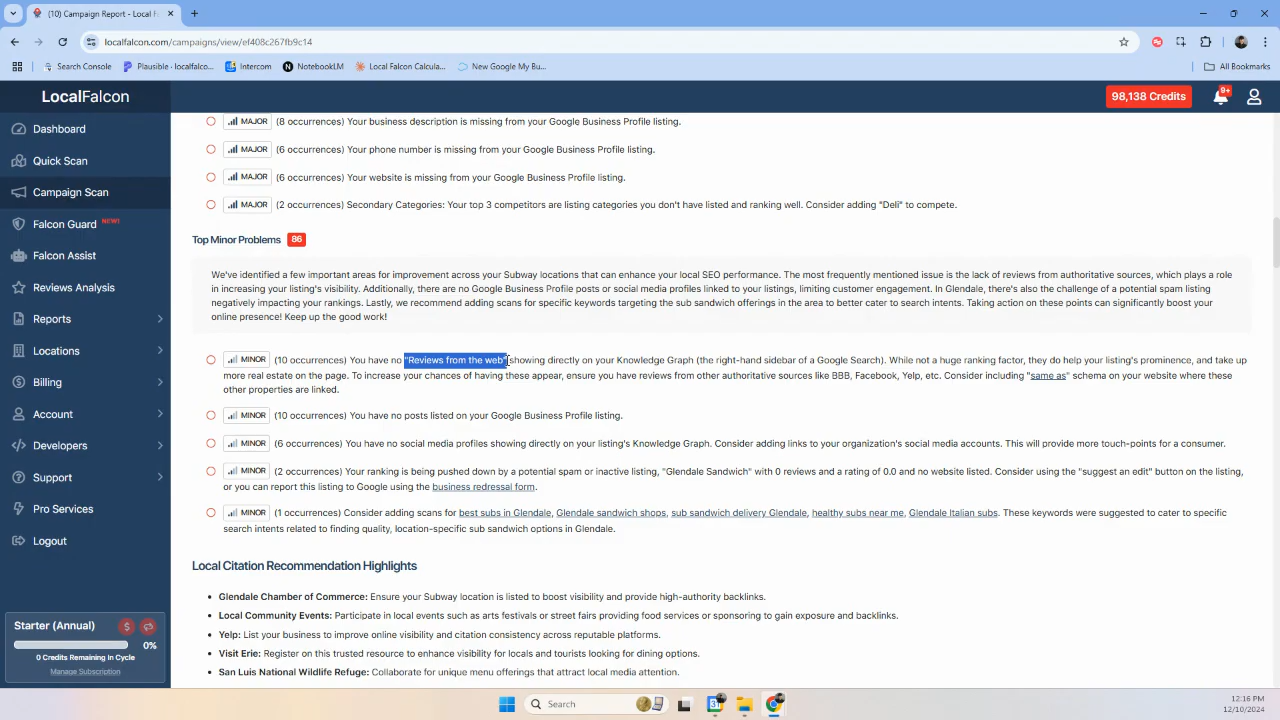 (10) Campaign Report - Local F
localfalcon.com/campaigns/view/ef408c267fb9c14
Search Console
Plausible | localfalco...
Intercom
NotebookLM
Local Falcon Calcula...
New Google My Bu...
All Bookmarks
LocalFalcon
98,138 Credits
9+
Dashboard
Quick Scan
Campaign Scan
Falcon Guard NEW!
Falcon Assist
Reviews Analysis
Reports
Locations
Billing
Account
Developers
Support
Pro Services
Logout
Starter (Annual)
0%
0 Credits Remaining In Cycle
Manage Subscription
MAJOR (8 occurrences) Your business description is missing from your Google Business Profile listing.
MAJOR (6 occurrences) Your phone number is missing from your Google Business Profile listing.
MAJOR (6 occurrences) Your website is missing from your Google Business Profile listing.
MAJOR (2 occurrences) Secondary Categories: Your top 3 competitors are listing categories you don't have listed and ranking well. Consider adding "Deli" to compete.
Top Minor Problems 86
We've identified a few important areas for improvement across your Subway locations that can enhance your local SEO performance. The most frequently mentioned issue is the lack of reviews from authoritative sources, which plays a role
in increasing your listing's visibility. Additionally, there are no Google Business Profile posts or social media profiles linked to your listings, limiting customer engagement. In Glendale, there's also the challenge of a potential spam listing
negatively impacting your rankings. Lastly, we recommend adding scans for specific keywords targeting the sub sandwich offerings in the area to better cater to search intents. Taking action on these points can significantly boost your
online presence! Keep up the good work!
MINOR (10 occurrences) You have no "Reviews from the web" showing directly on your Knowledge Graph (the right-hand sidebar of a Google Search). While not a huge ranking factor, they do help your listing's prominence, and take up
more real estate on the page. To increase your chances of having these appear, ensure you have reviews from other authoritative sources like BBB, Facebook, Yelp, etc. Consider including "same as" schema on your website where these
other properties are linked.
MINOR (10 occurrences) You have no posts listed on your Google Business Profile listing.
MINOR (6 occurrences) You have no social media profiles showing directly on your listing's Knowledge Graph. Consider adding links to your organization's social media accounts. This will provide more touch-points for a consumer.
MINOR (2 occurrences) Your ranking is being pushed down by a potential spam or inactive listing, "Glendale Sandwich" with 0 reviews and a rating of 0.0 and no website listed. Consider using the "suggest an edit" button on the listing,
or you can report this listing to Google using the business redressal form.
MINOR (1 occurrences) Consider adding scans for best subs in Glendale, Glendale sandwich shops, sub sandwich delivery Glendale, healthy subs near me, Glendale Italian subs. These keywords were suggested to cater to specific
search intents related to finding quality, location-specific sub sandwich options in Glendale.
Local Citation Recommendation Highlights
Glendale Chamber of Commerce: Ensure your Subway location is listed to boost visibility and provide high-authority backlinks.
Local Community Events: Participate in local events such as arts festivals or street fairs providing food services or sponsoring to gain exposure and backlinks.
Yelp: List your business to improve online visibility and citation consistency across reputable platforms.
Visit Erie: Register on this trusted resource to enhance visibility for locals and tourists looking for dining options.
San Luis National Wildlife Refuge: Collaborate for unique menu offerings that attract local media attention.
Search
12:16 PM
12/10/2024